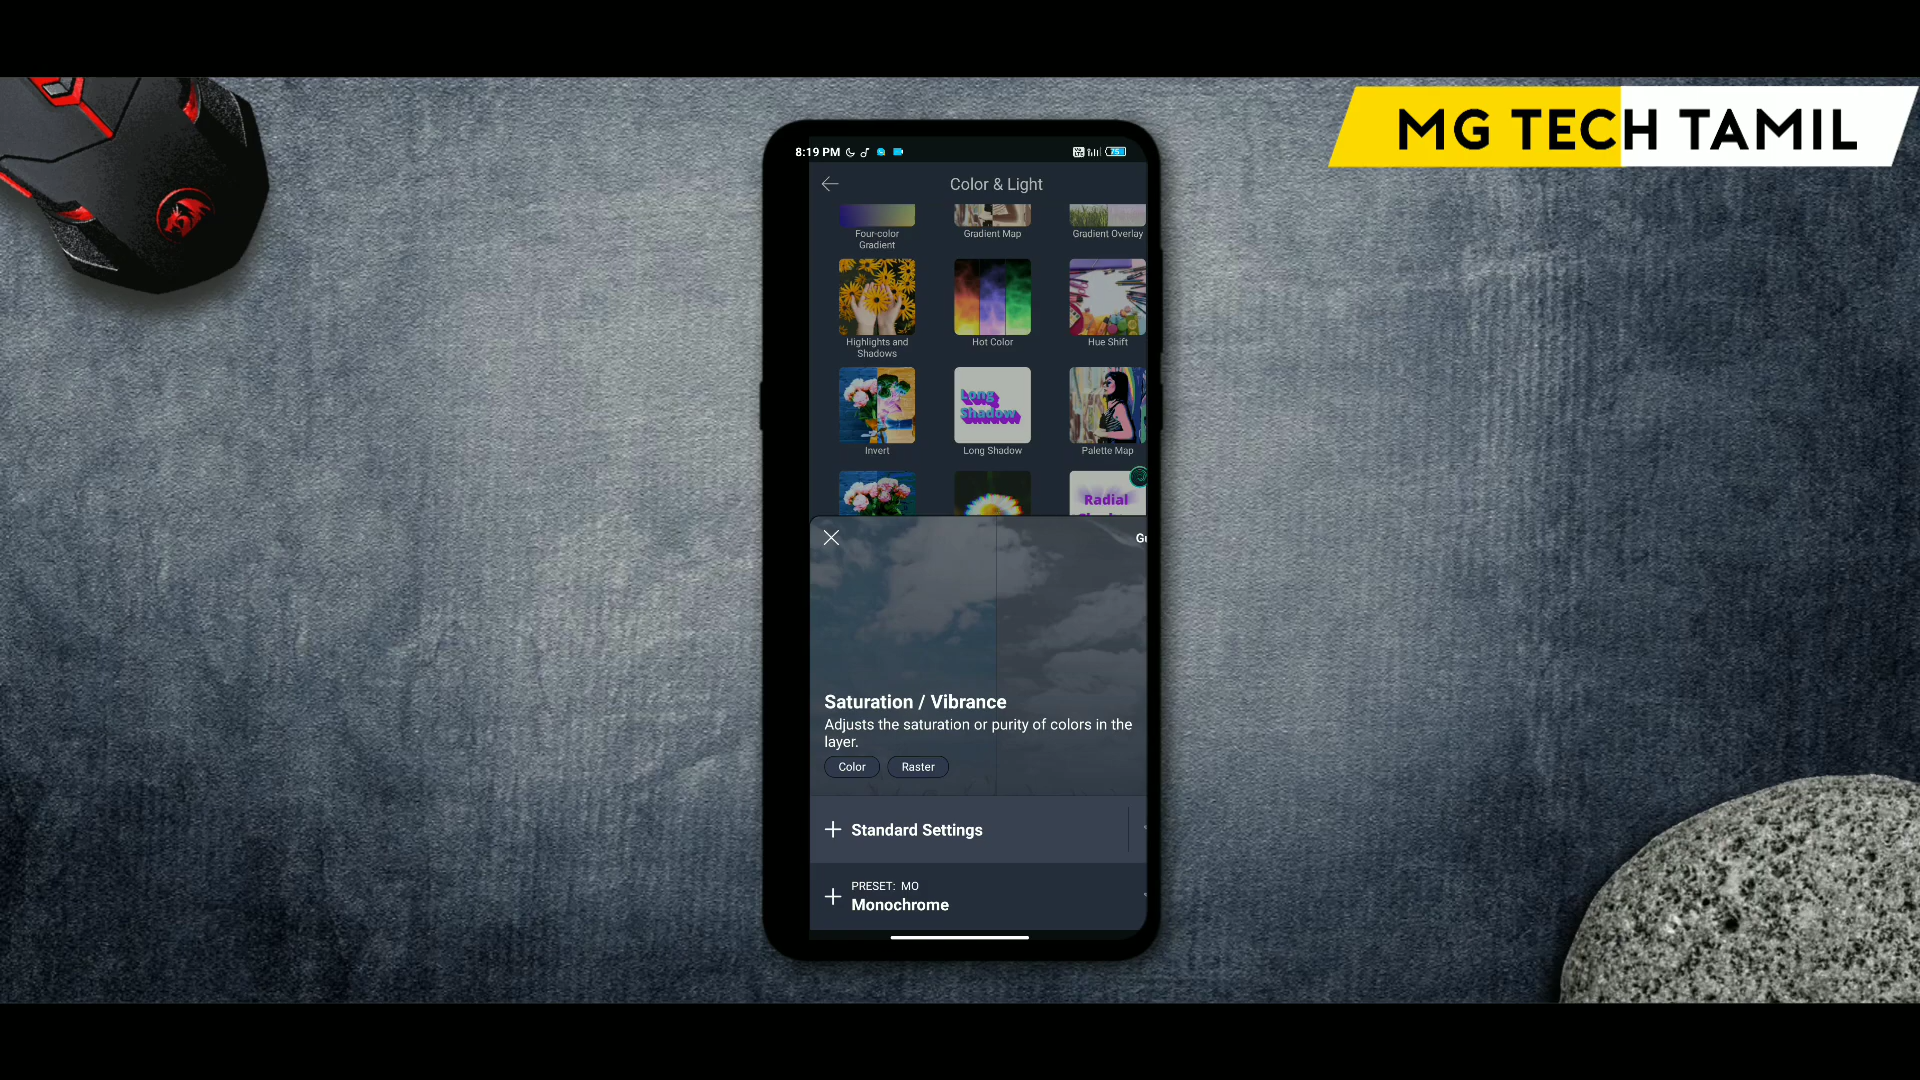 MG TECH TAMIL
8:19 PM
Color & Light
Four-color
Gradient
Gradient Map
Gradient Overlay
Highlights and
Shadows
Hot Color
Hue Shift
Long
Shadow
Invert
Long Shadow
Palette Map
Radial
Saturation / Vibrance
Adjusts the saturation or purity of colors in the
layer.
Color
Raster
Standard Settings
PRESET: MO
Monochrome